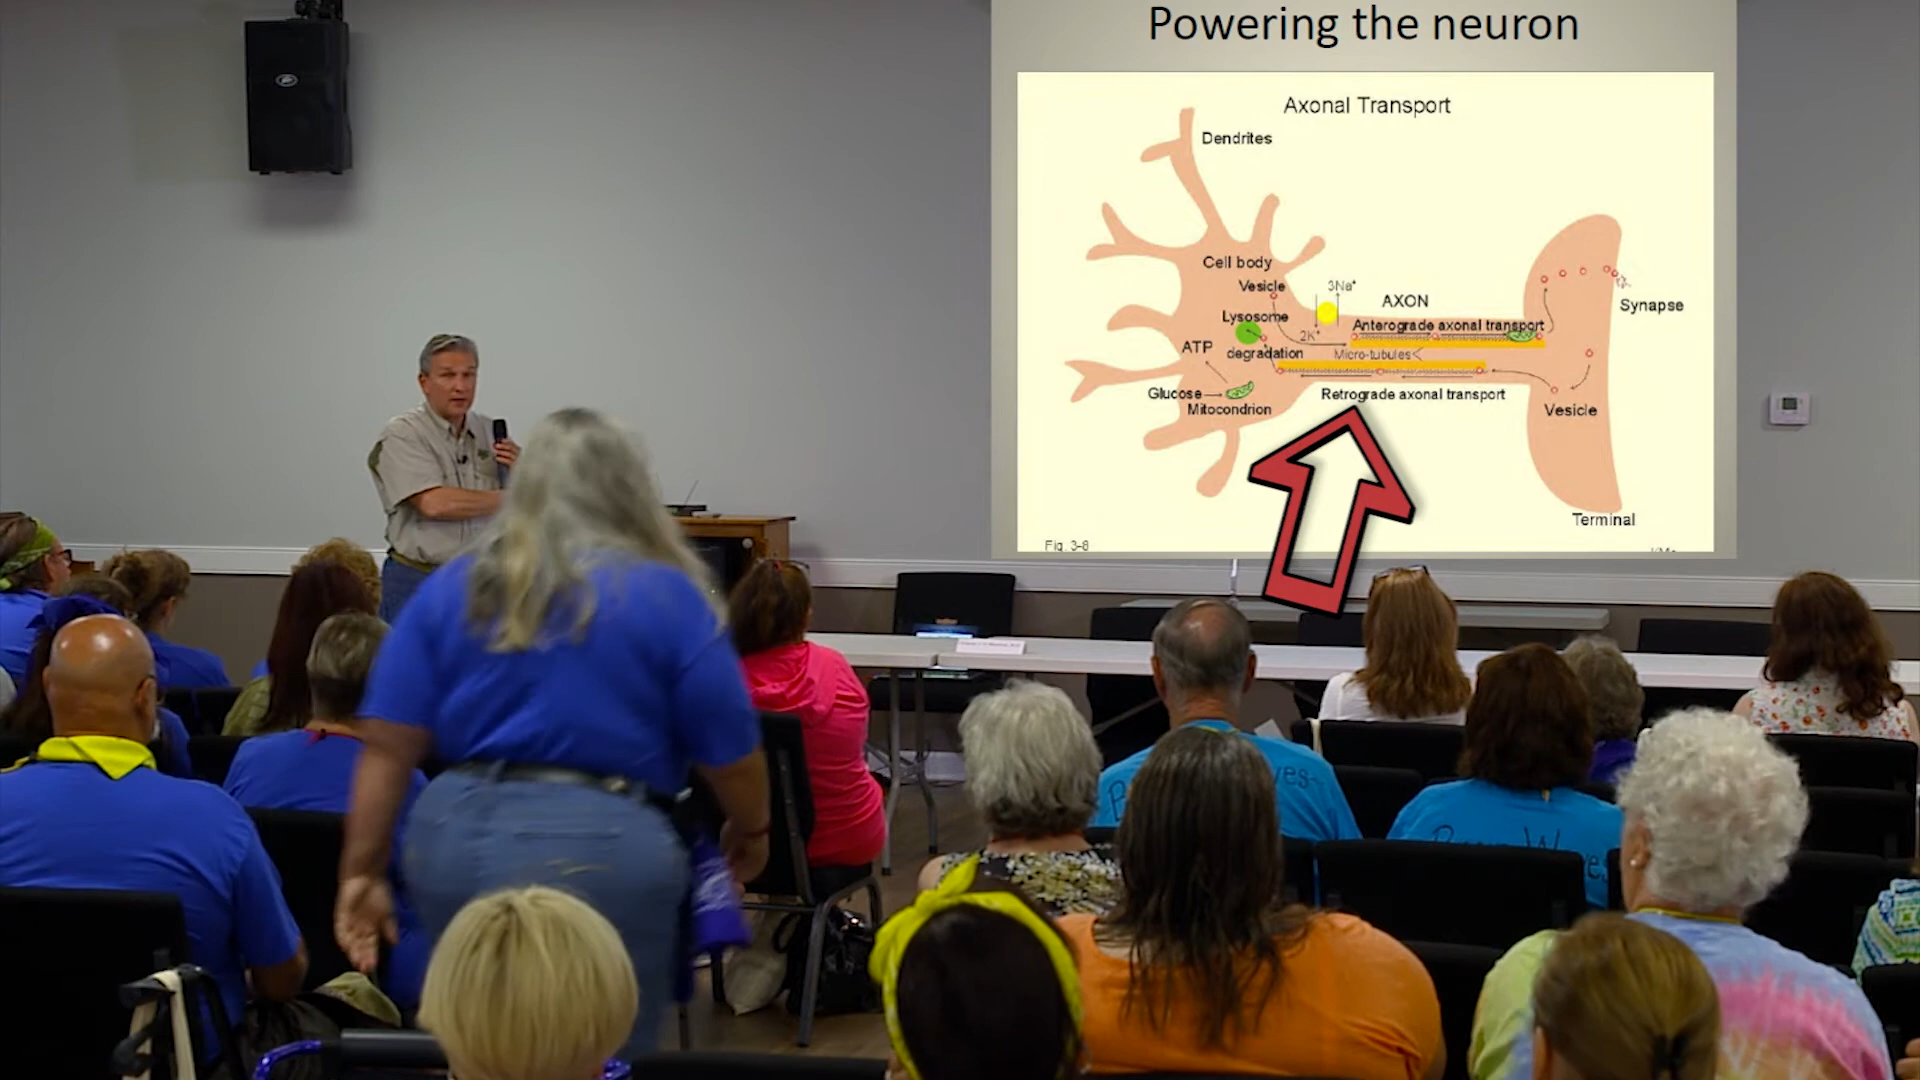 Powering the neuron
Axonal Transport
Dendrites
Cell body
Vesicle
3Na⁺
AXON
Synapse
Lysosome
Anterograde axonal transport
2K⁺
ATP
degradation
Micro-tubules
Glucose
Retrograde axonal transport
Mitocondrion
Vesicle
Terminal
Fig. 3-8